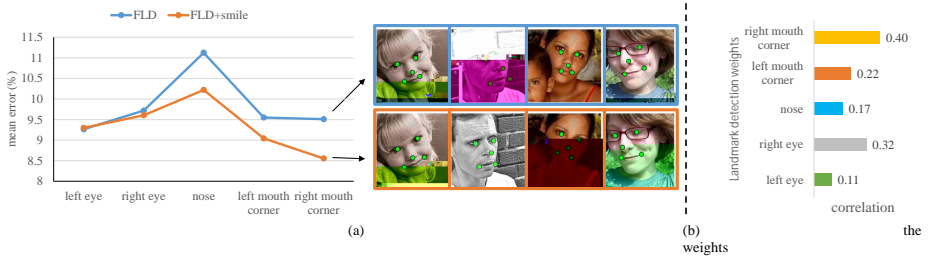 FLD FLD+smile
11.5
11
10.5
10
9.5
9
8.5
8
mean error (%)
left eye right eye nose left mouth corner right mouth corner
(a)
Landmark detection weights
right mouth corner 0.40
left mouth corner 0.22
nose 0.17
right eye 0.32
left eye 0.11
correlation
(b) the
weights